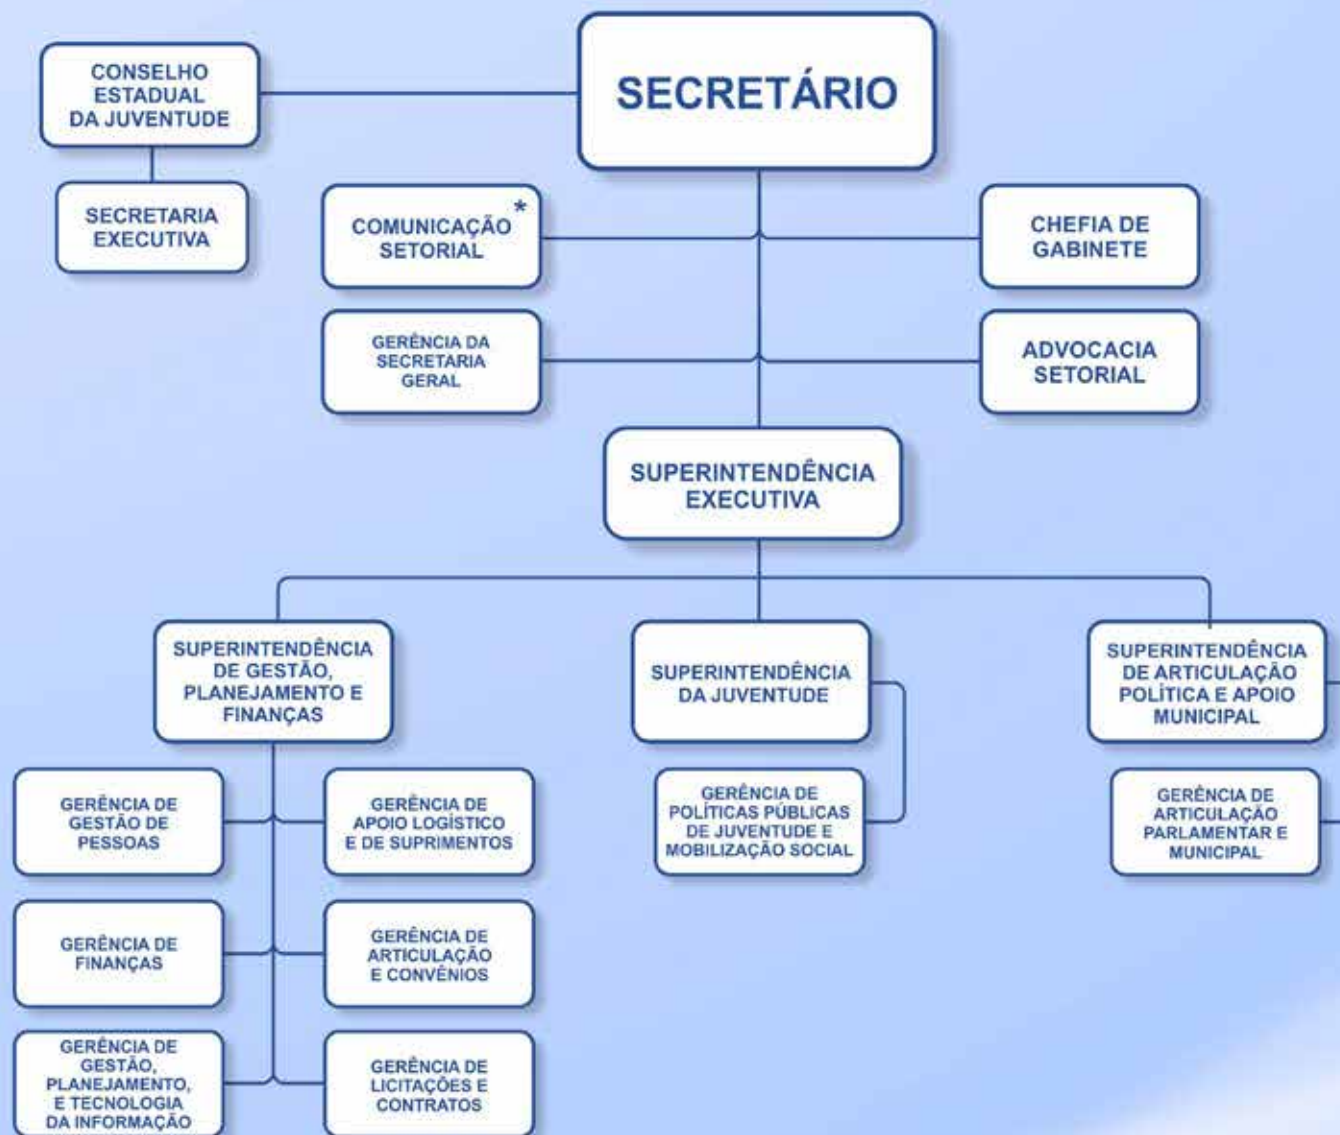 SECRETÁRIO
CONSELHO
ESTADUAL
DA JUVENTUDE
SECRETARIA
EXECUTIVA
COMUNICAÇÃO *
SETORIAL
CHEFIA DE
GABINETE
GERÊNCIA DA
SECRETARIA
GERAL
ADVOCACIA
SETORIAL
SUPERINTENDÊNCIA
EXECUTIVA
SUPERINTENDÊNCIA
DE GESTÃO,
PLANEJAMENTO E
FINANÇAS
SUPERINTENDÊNCIA
DA JUVENTUDE
SUPERINTENDÊNCIA
DE ARTICULAÇÃO
POLÍTICA E APOIO
MUNICIPAL
GERÊNCIA DE
GESTÃO DE
PESSOAS
GERÊNCIA DE
APOIO LOGÍSTICO
E DE SUPRIMENTOS
GERÊNCIA DE
POLÍTICAS PÚBLICAS
DE JUVENTUDE E
MOBILIZAÇÃO SOCIAL
GERÊNCIA DE
ARTICULAÇÃO
PARLAMENTAR E
MUNICIPAL
GERÊNCIA DE
FINANÇAS
GERÊNCIA DE
ARTICULAÇÃO
E CONVÊNIOS
GERÊNCIA DE
GESTÃO,
PLANEJAMENTO,
E TECNOLOGIA
DA INFORMAÇÃO
GERÊNCIA DE
LICITAÇÕES E
CONTRATOS